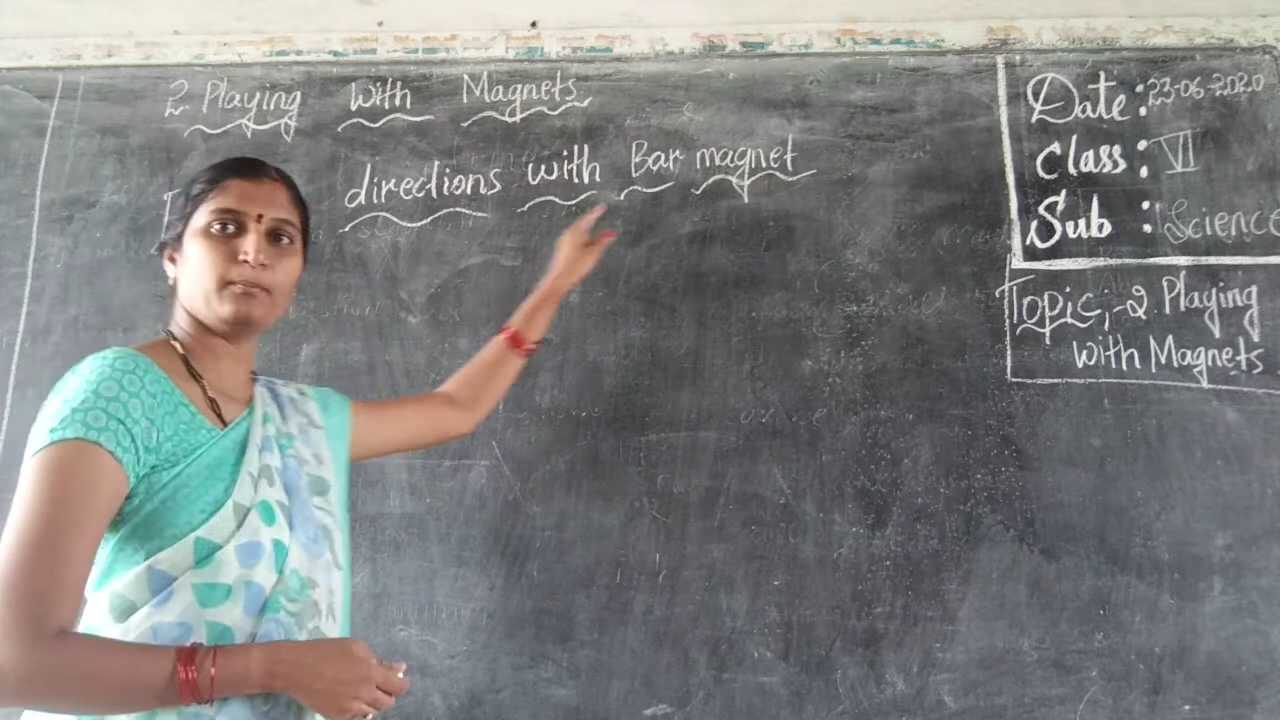 2. Playing With Magnets
directions with Bar magnet
Date: 23-06-2020
Class: VI
Sub : Science
Topic,-2. Playing
with Magnets